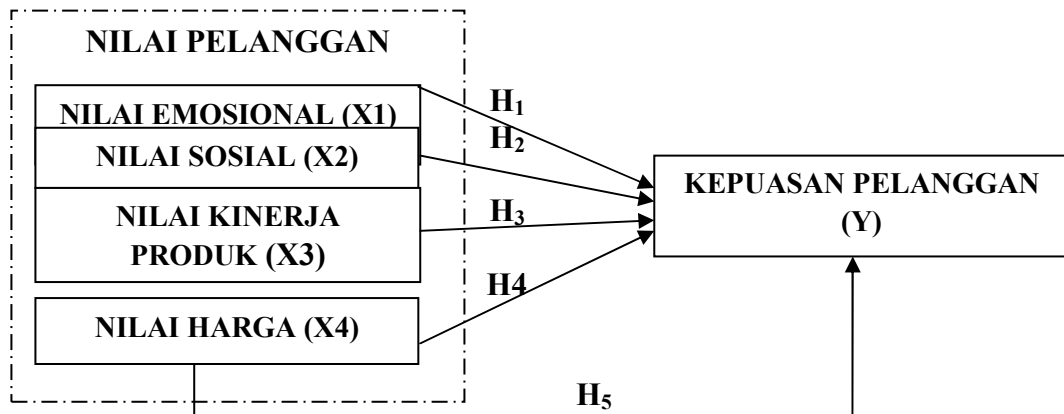 NILAI PELANGGAN
NILAI EMOSIONAL (X1)
NILAI SOSIAL (X2)
NILAI KINERJA
PRODUK (X3)
NILAI HARGA (X4)
H₁
H₂
H₃
H4
H₅
KEPUASAN PELANGGAN
(Y)